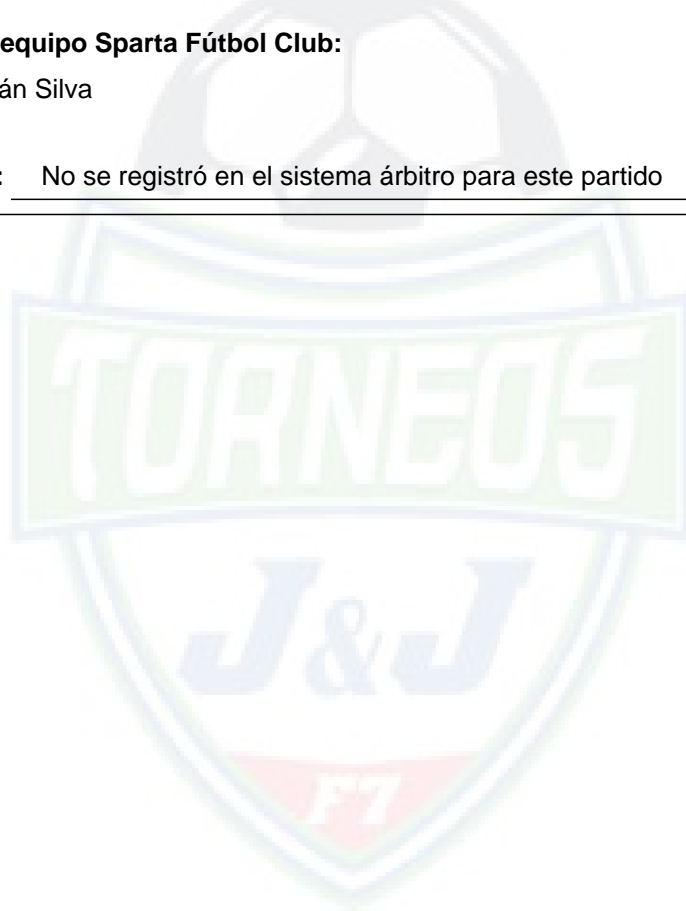 equipo Sparta Fútbol Club:
án Silva
: No se registró en el sistema árbitro para este partido
TORNEOS
J&J
F7